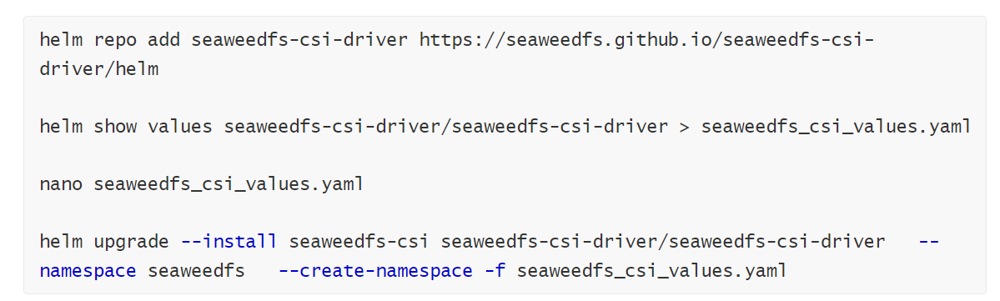 helm repo add seaweedfs-csi-driver https://seaweedfs.github.io/seaweedfs-csi-
driver/helm
helm show values seaweedfs-csi-driver/seaweedfs-csi-driver > seaweedfs_csi_values.yaml
nano seaweedfs_csi_values.yaml
helm upgrade --install seaweedfs-csi seaweedfs-csi-driver/seaweedfs-csi-driver   --
namespace seaweedfs   --create-namespace -f seaweedfs_csi_values.yaml